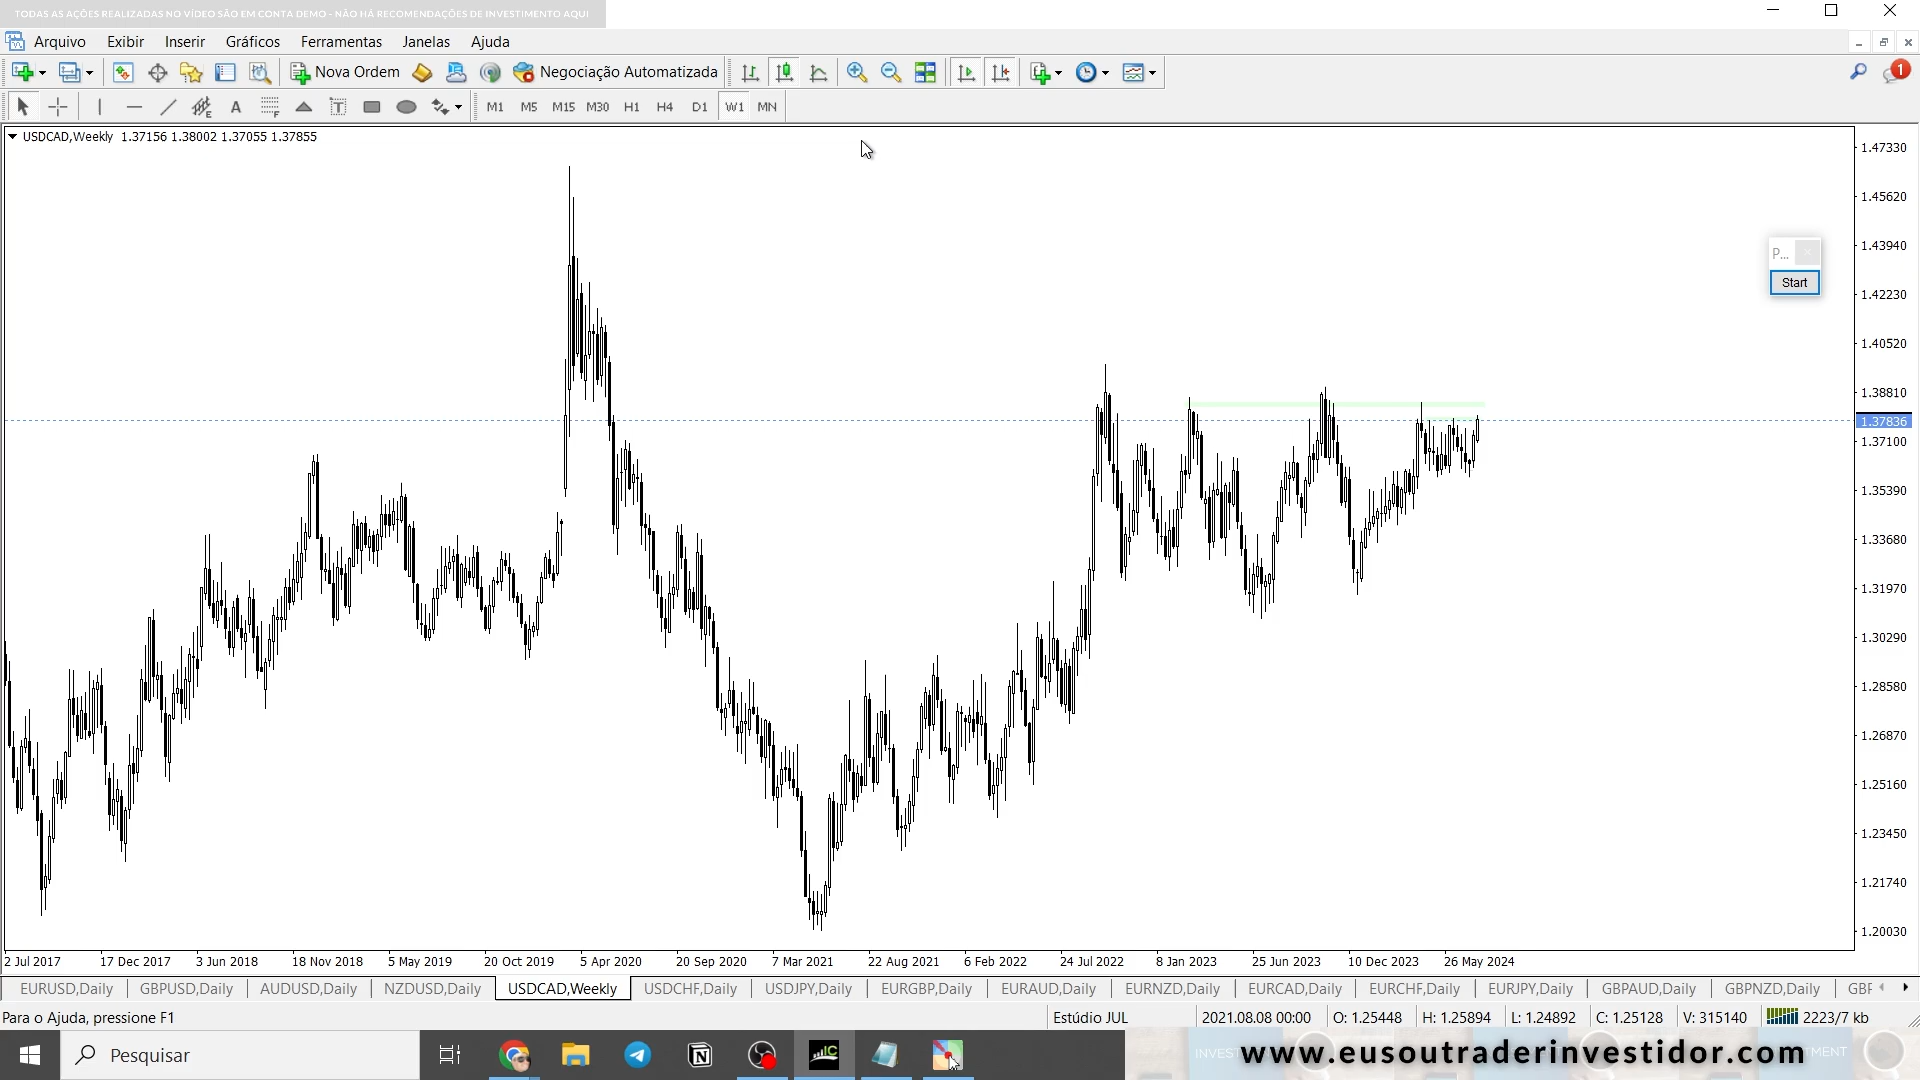 TODAS AS AÇÕES REALIZADAS NO VÍDEO SÃO EM CONTA DEMO - NÃO HÁ RECOMENDAÇÕES DE INVESTIMENTO AQUI
Arquivo Exibir Inserir Gráficos Ferramentas Janelas Ajuda
Nova Ordem Negociação Automatizada 1
A T M1 M5 M15 M30 H1 H4 D1 W1 MN
USDCAD,Weekly 1.37156 1.38002 1.37055 1.37855
1.47330
1.45620
1.43940
1.42230
1.40520
1.38810
1.37836
1.37100
1.35390
1.33680
1.31970
1.30290
1.28580
1.26870
1.25160
1.23450
1.21740
1.20030
P...
Start
2 Jul 2017 17 Dec 2017 3 Jun 2018 18 Nov 2018 5 May 2019 20 Oct 2019 5 Apr 2020 20 Sep 2020 7 Mar 2021 22 Aug 2021 6 Feb 2022 24 Jul 2022 8 Jan 2023 25 Jun 2023 10 Dec 2023 26 May 2024
EURUSD,Daily GBPUSD,Daily AUDUSD,Daily NZDUSD,Daily USDCAD,Weekly USDCHF,Daily USDJPY,Daily EURGBP,Daily EURAUD,Daily EURNZD,Daily EURCAD,Daily EURCHF,Daily EURJPY,Daily GBPAUD,Daily GBPNZD,Daily GBF
Para o Ajuda, pressione F1 Estúdio JUL 2021.08.08 00:00 O: 1.25448 H: 1.25894 L: 1.24892 C: 1.25128 V: 315140 2223/7 kb
Pesquisar IC www.eusoutraderinvestidor.com